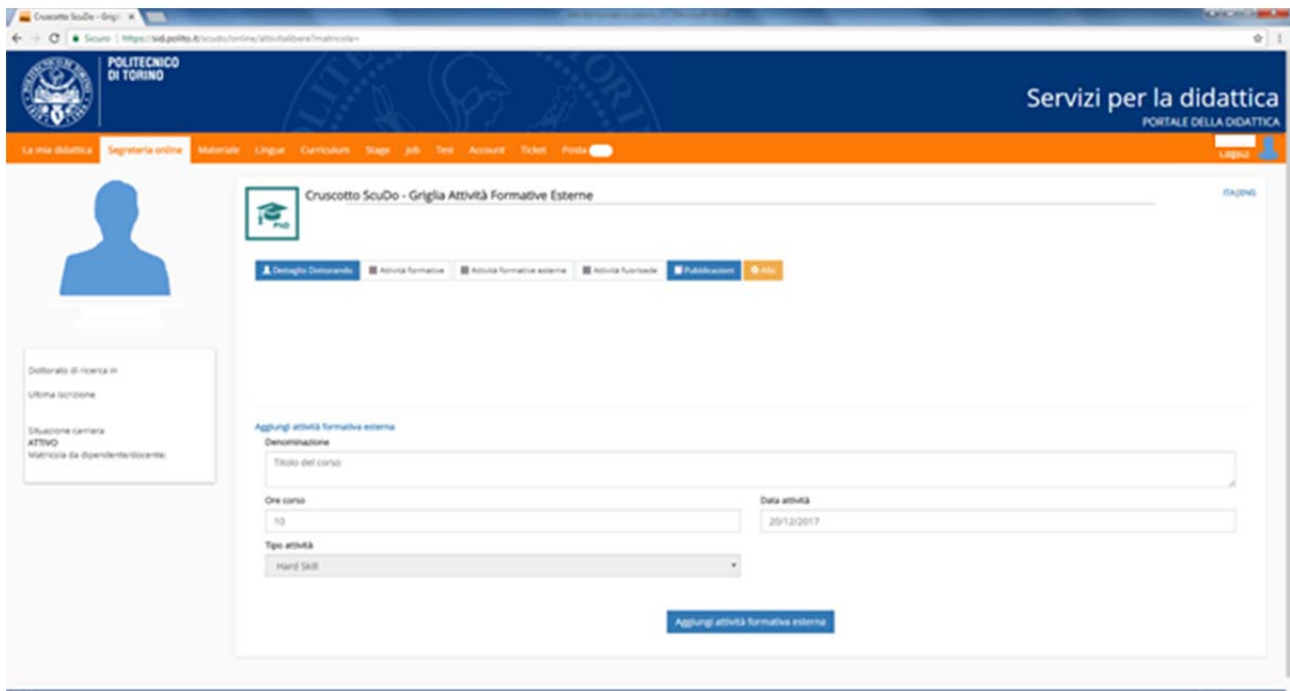 Cruscotto ScuDo - Grigl
Sicuro | https://sid.polito.it/scudo/online/attivitalibere?matricola=
POLITECNICO
DI TORINO
Servizi per la didattica
PORTALE DELLA DIDATTICA
La mia didattica Segreteria online Materiale Lingue Curriculum Stage Job Tesi Account Ticket Posta
Logout
Cruscotto ScuDo - Griglia Attività Formative Esterne
ITA|ENG
PhD
Dettaglio Dottorando Attività formative Attività formative esterne Attività fuorisede Pubblicazioni Altri
Dottorato di ricerca in
Ultima iscrizione
Situazione carriera
ATTIVO
Matricola da dipendente/docente:
Aggiungi attività formativa esterna
Denominazione
Titolo del corso
Ore corso Data attività
10 20/12/2017
Tipo attività
Hard Skill
Aggiungi attività formativa esterna